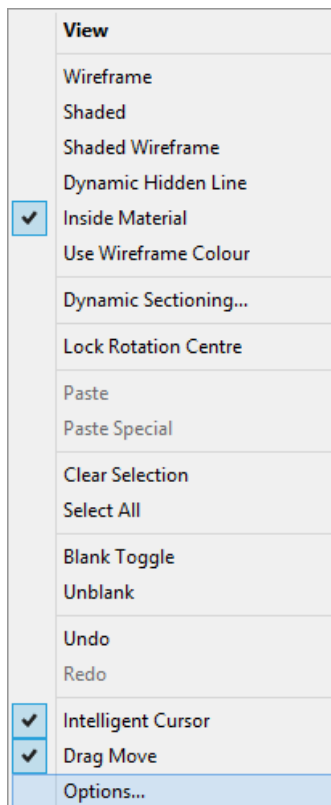 View
Wireframe
Shaded
Shaded Wireframe
Dynamic Hidden Line
Inside Material
Use Wireframe Colour
Dynamic Sectioning...
Lock Rotation Centre
Paste
Paste Special
Clear Selection
Select All
Blank Toggle
Unblank
Undo
Redo
Intelligent Cursor
Drag Move
Options...